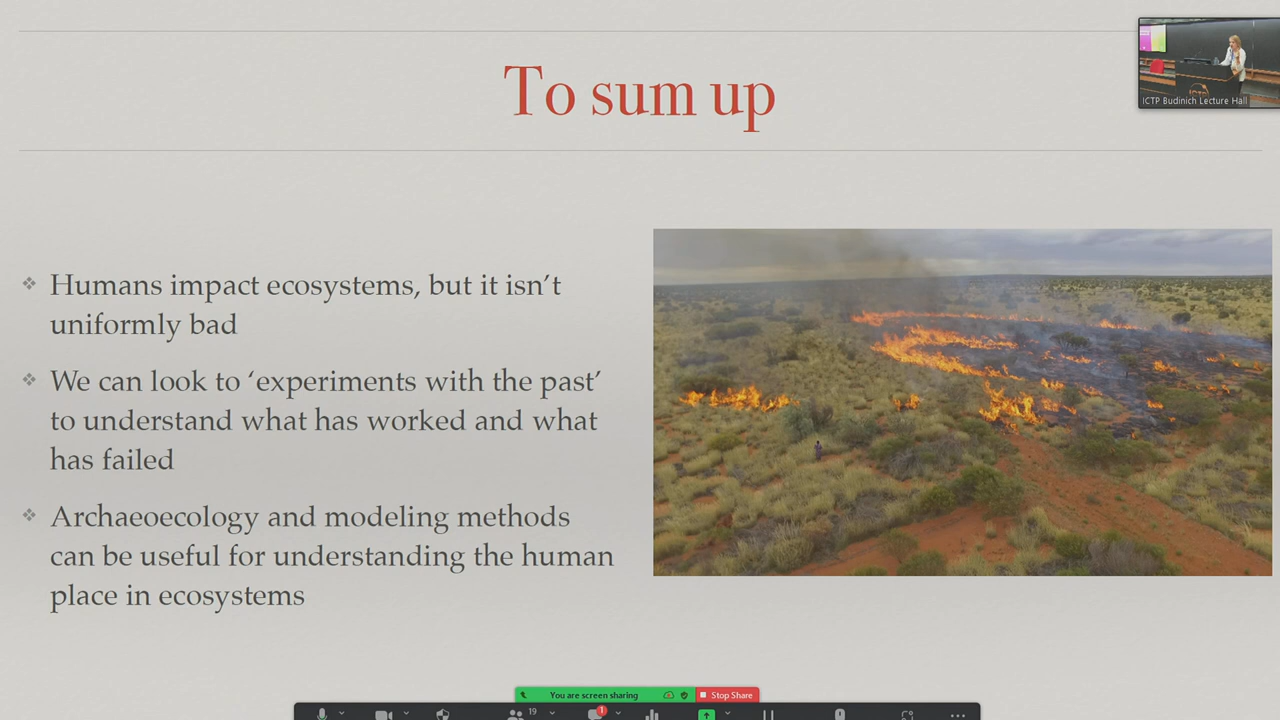 To sum up
ICTP Budinich Lecture Hall
Humans impact ecosystems, but it isn't
uniformly bad
We can look to 'experiments with the past'
to understand what has worked and what
has failed
Archaeoecology and modeling methods
can be useful for understanding the human
place in ecosystems
You are screen sharing
Stop Share
19
1